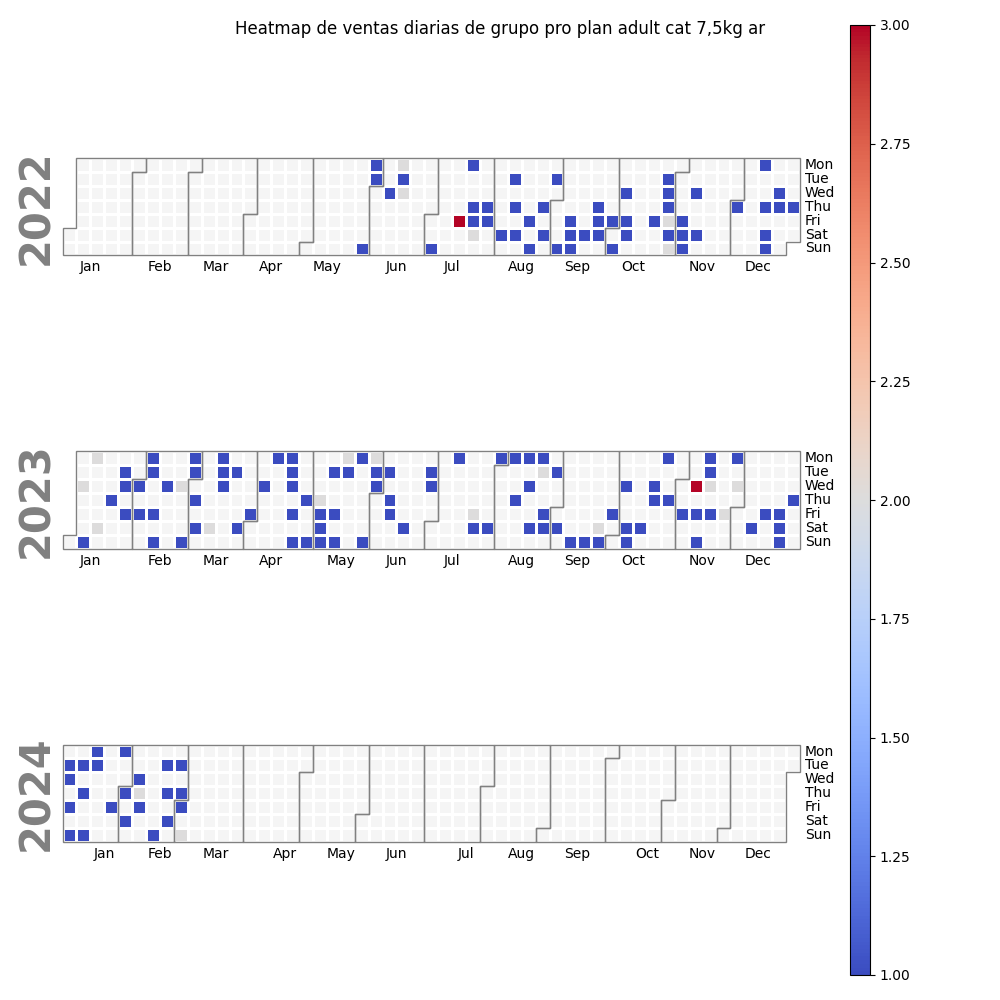 Heatmap de ventas diarias de grupo pro plan adult cat 7,5kg ar
3.00
2.75
2.50
2.25
2.00
1.75
1.50
1.25
1.00
2022
Mon
Tue
Wed
Thu
Fri
Sat
Sun
Jan Feb Mar Apr May Jun Jul Aug Sep Oct Nov Dec
2023
Mon
Tue
Wed
Thu
Fri
Sat
Sun
Jan Feb Mar Apr May Jun Jul Aug Sep Oct Nov Dec
2024
Mon
Tue
Wed
Thu
Fri
Sat
Sun
Jan Feb Mar Apr May Jun Jul Aug Sep Oct Nov Dec